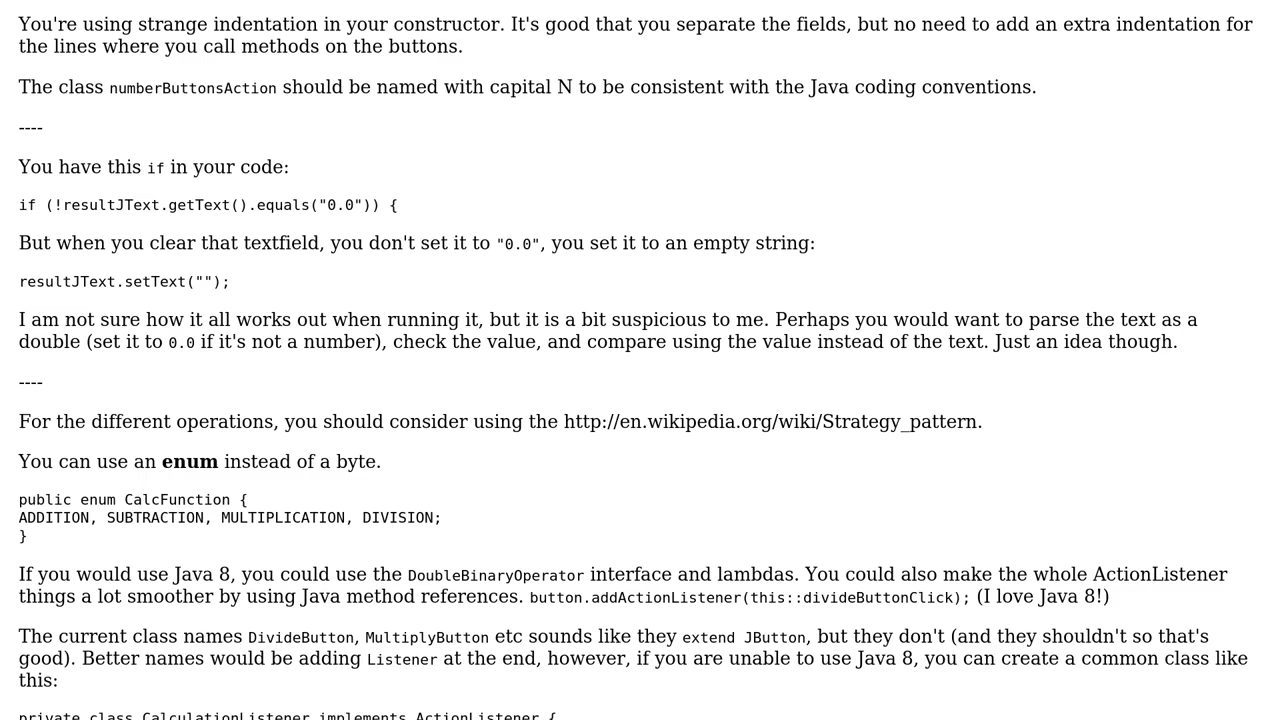 You're using strange indentation in your constructor. It's good that you separate the fields, but no need to add an extra indentation for
the lines where you call methods on the buttons.
The class numberButtonsAction should be named with capital N to be consistent with the Java coding conventions.
----
You have this if in your code:
if (!resultJText.getText().equals("0.0")) {
But when you clear that textfield, you don't set it to "0.0", you set it to an empty string:
resultJText.setText("");
I am not sure how it all works out when running it, but it is a bit suspicious to me. Perhaps you would want to parse the text as a
double (set it to 0.0 if it's not a number), check the value, and compare using the value instead of the text. Just an idea though.
----
For the different operations, you should consider using the http://en.wikipedia.org/wiki/Strategy_pattern.
You can use an enum instead of a byte.
public enum CalcFunction {
ADDITION, SUBTRACTION, MULTIPLICATION, DIVISION;
}
If you would use Java 8, you could use the DoubleBinaryOperator interface and lambdas. You could also make the whole ActionListener
things a lot smoother by using Java method references. button.addActionListener(this::divideButtonClick); (I love Java 8!)
The current class names DivideButton, MultiplyButton etc sounds like they extend JButton, but they don't (and they shouldn't so that's
good). Better names would be adding Listener at the end, however, if you are unable to use Java 8, you can create a common class like
this:
private class CalculationListener implements ActionListener {